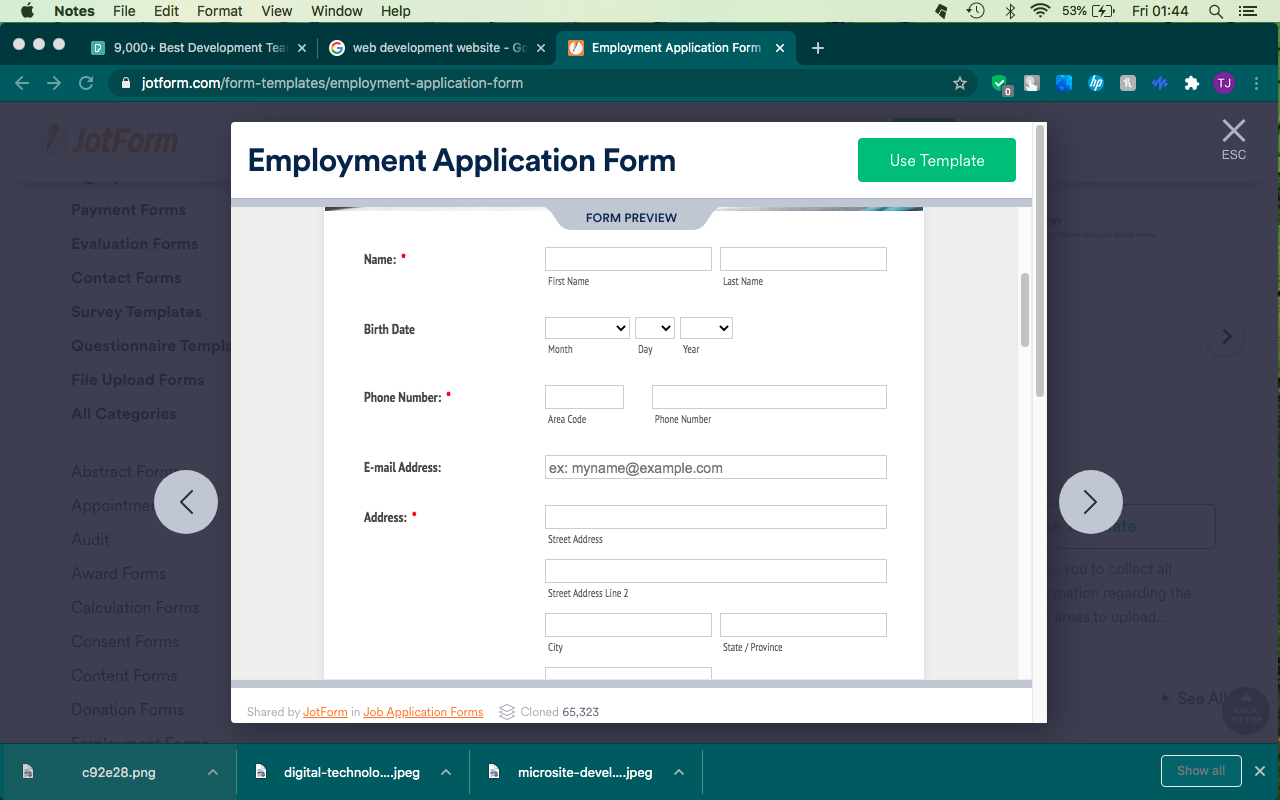 Notes File Edit Format View Window Help 53% Fri 01:44
9,000+ Best Development Tea web development website - Go Employment Application Form
jotform.com/form-templates/employment-application-form 0 hp TJ
JotForm
Employment Application Form Use Template ESC
FORM PREVIEW
Payment Forms
Evaluation Forms
Contact Forms
Survey Templates
Questionnaire Templa
File Upload Forms
All Categories
Abstract Forms
Appointme
Audit
Award Forms
Calculation Forms
Consent Forms
Content Forms
Donation Forms
Employment Forms
Name: *
First Name Last Name
Birth Date
Month Day Year
Phone Number: *
Area Code Phone Number
E-mail Address: ex: myname@example.com
Address: *
Street Address
Street Address Line 2
City State / Province
Shared by JotForm in Job Application Forms Cloned 65,323
ate
s you to collect all
rmation regarding the
areas to upload...
See All
BACK
TO TOP
c92e28.png digital-technolo....jpeg microsite-devel....jpeg Show all